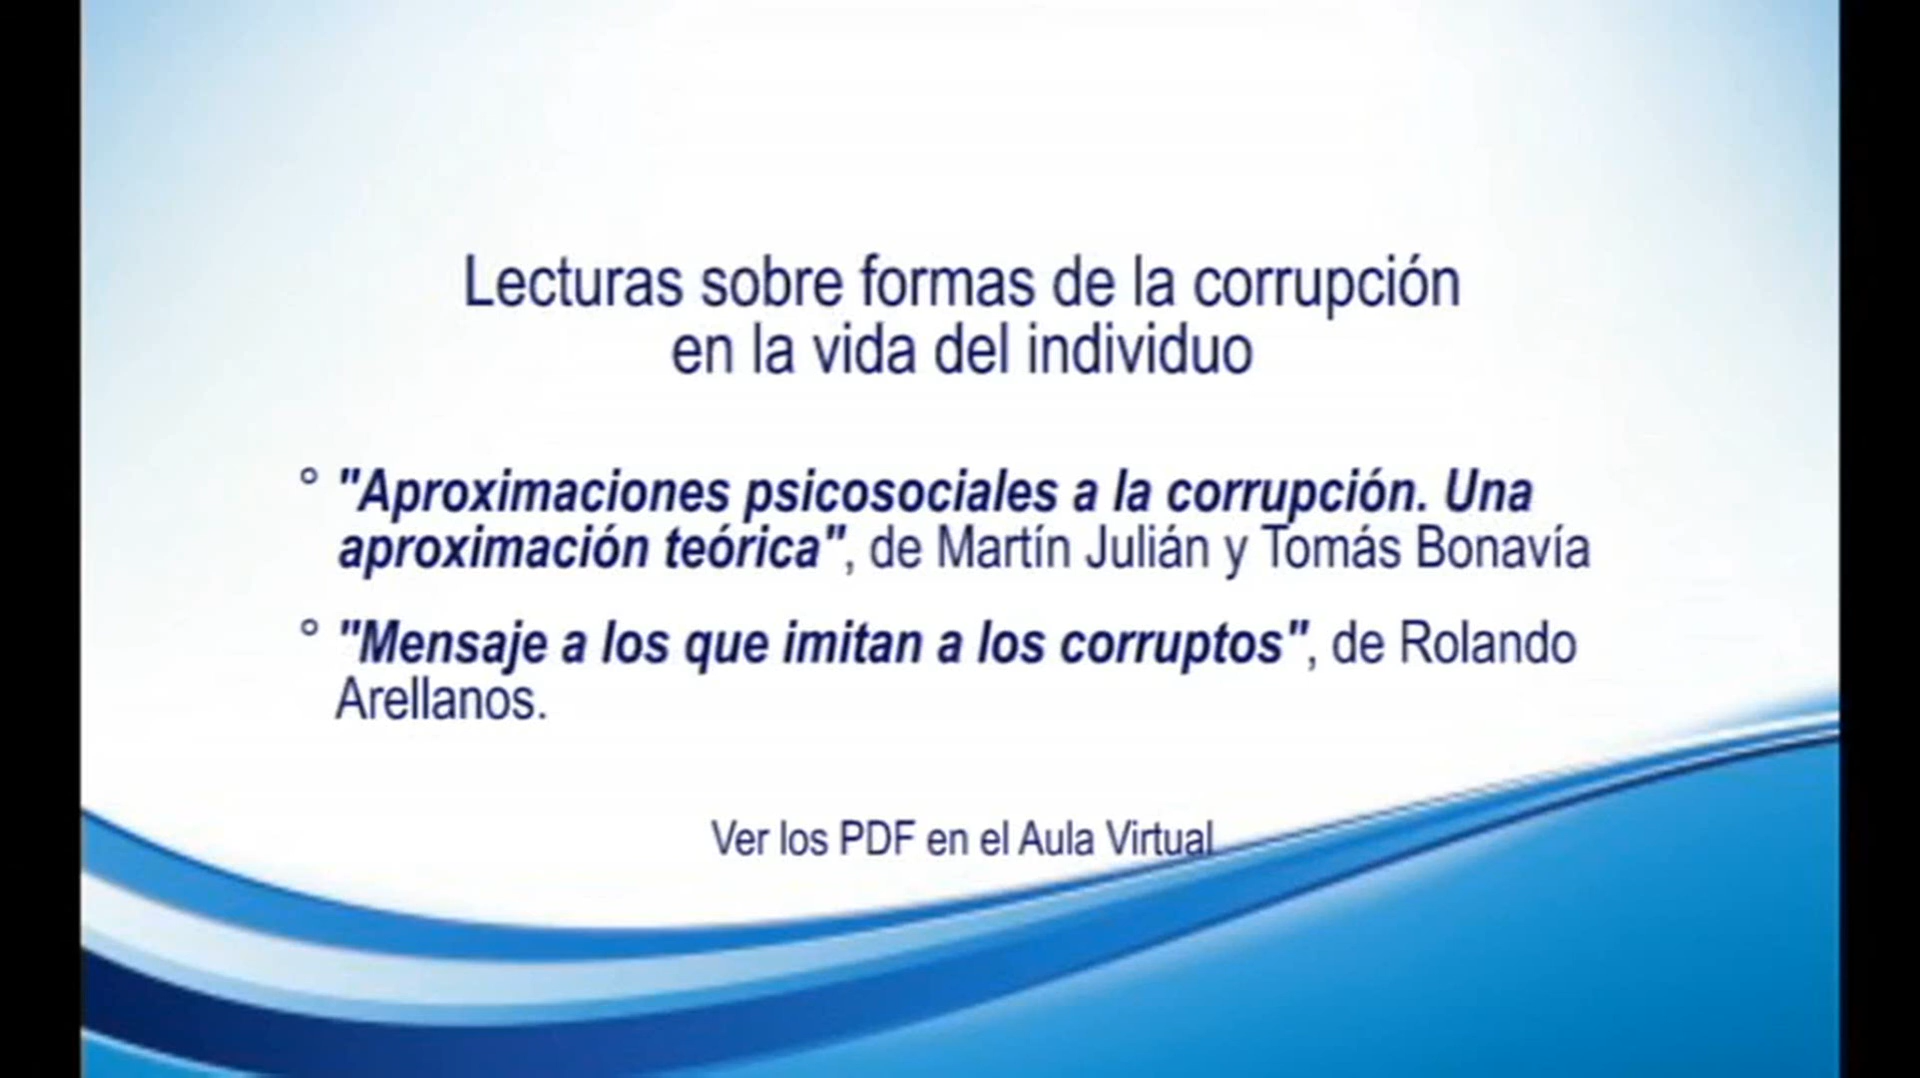 Lecturas sobre formas de la corrupción
en la vida del individuo
° "Aproximaciones psicosociales a la corrupción. Una
aproximación teórica", de Martín Julián y Tomás Bonavía
° "Mensaje a los que imitan a los corruptos", de Rolando
Arellanos.
Ver los PDF en el Aula Virtual